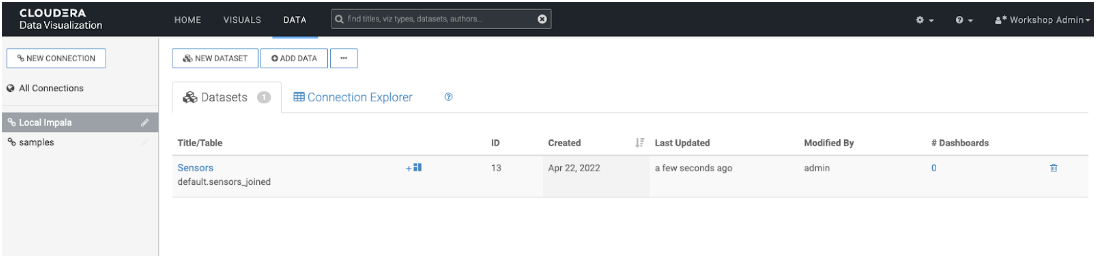 CLOUDERA
Data Visualization
HOME VISUALS DATA find titles, viz types, datasets, authors... Workshop Admin
NEW CONNECTION
All Connections
Local Impala
samples
NEW DATASET ADD DATA ...
Datasets 1 Connection Explorer
Title/Table ID Created Last Updated Modified By # Dashboards
Sensors 13 Apr 22, 2022 a few seconds ago admin 0
default.sensors_joined